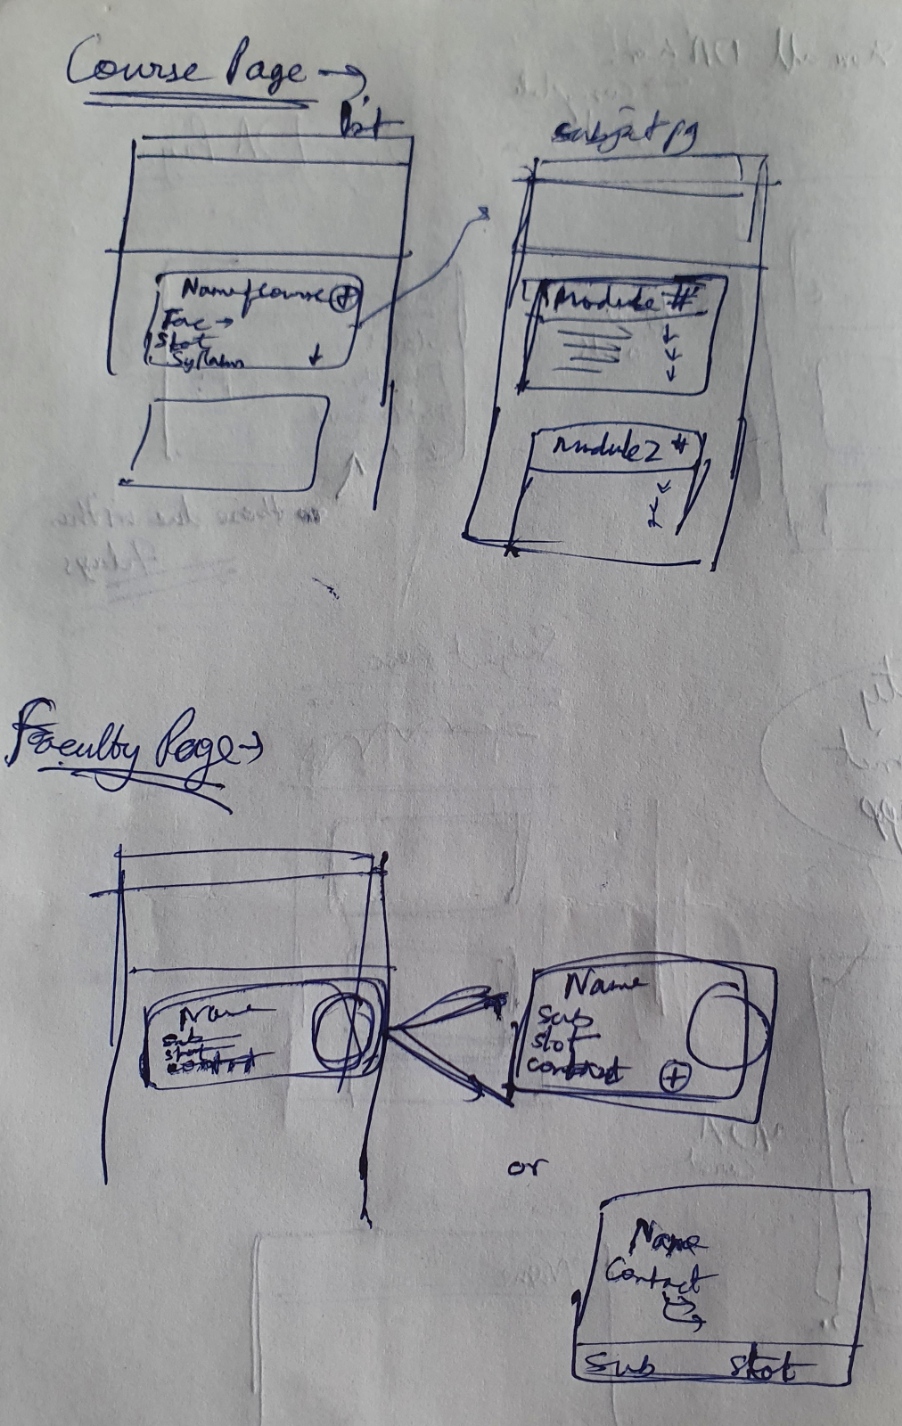 Course Page →
list
subject pg
Name of course +
Fac →
Slot
Syllabus ↓
Module #1
Module 2 #
Faculty Page →
Name
sub
slot
contact
Name
Sub
slot
contact +
or
Name
Contact
Sub Slot